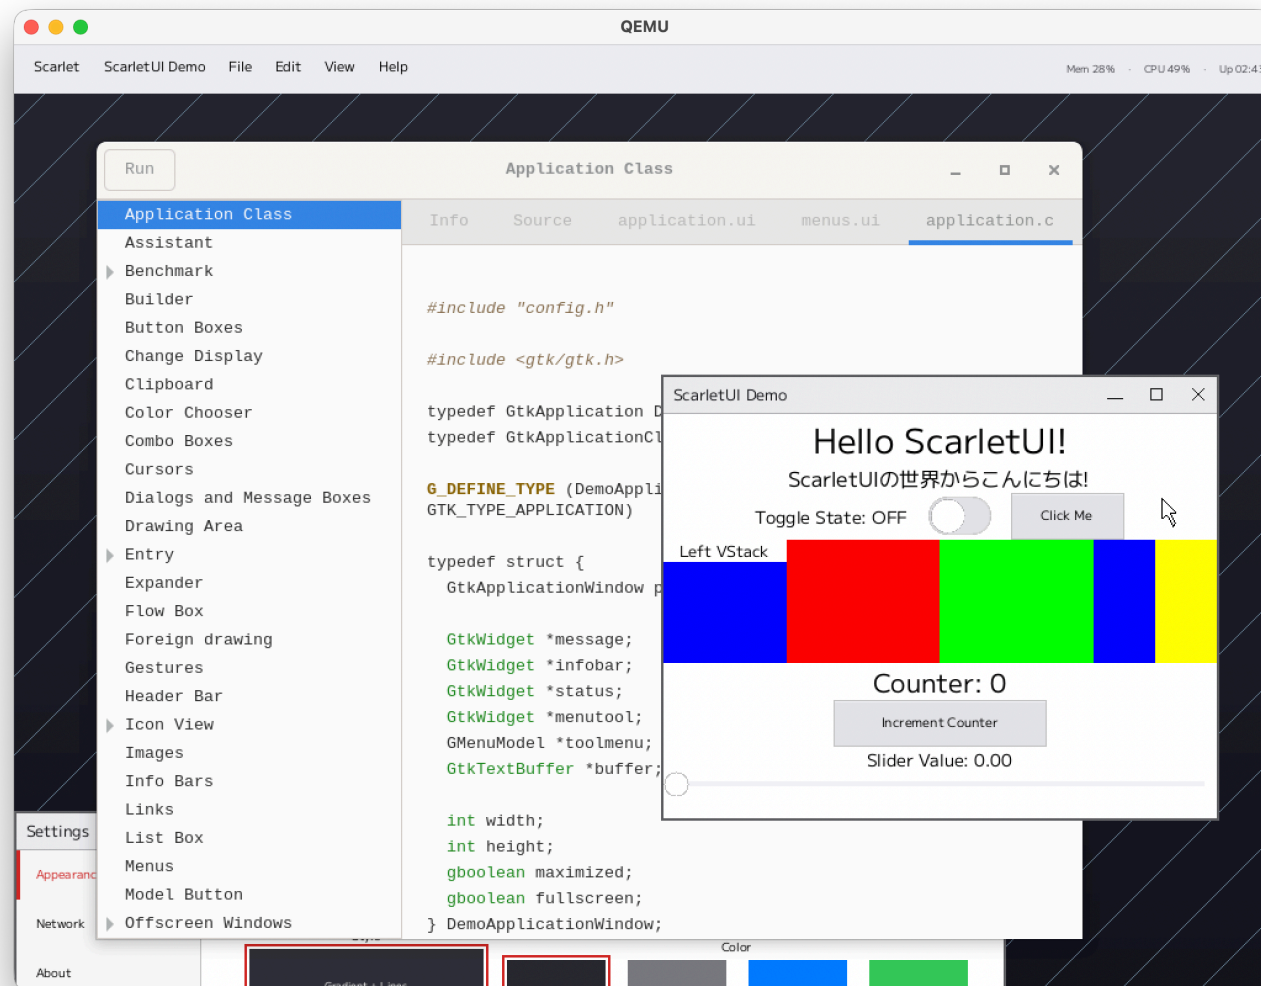 QEMU
Scarlet ScarletUI Demo File Edit View Help
Mem 28% · CPU 49% · Up 02:43
Run
Application Class
Application Class
Assistant
Benchmark
Builder
Button Boxes
Change Display
Clipboard
Color Chooser
Combo Boxes
Cursors
Dialogs and Message Boxes
Drawing Area
Entry
Expander
Flow Box
Foreign drawing
Gestures
Header Bar
Icon View
Images
Info Bars
Links
List Box
Menus
Model Button
Offscreen Windows
Info Source application.ui menus.ui application.c
#include "config.h"
#include <gtk/gtk.h>
typedef GtkApplication D
typedef GtkApplicationCl
G_DEFINE_TYPE (DemoAppli
GTK_TYPE_APPLICATION)
typedef struct {
GtkApplicationWindow p
GtkWidget *message;
GtkWidget *infobar;
GtkWidget *status;
GtkWidget *menutool;
GMenuModel *toolmenu;
GtkTextBuffer *buffer;
int width;
int height;
gboolean maximized;
gboolean fullscreen;
} DemoApplicationWindow;
ScarletUI Demo
Hello ScarletUI!
ScarletUIの世界からこんにちは!
Toggle State: OFF
Click Me
Left VStack
Counter: 0
Increment Counter
Slider Value: 0.00
Settings
Appearanc
Network
About
Color